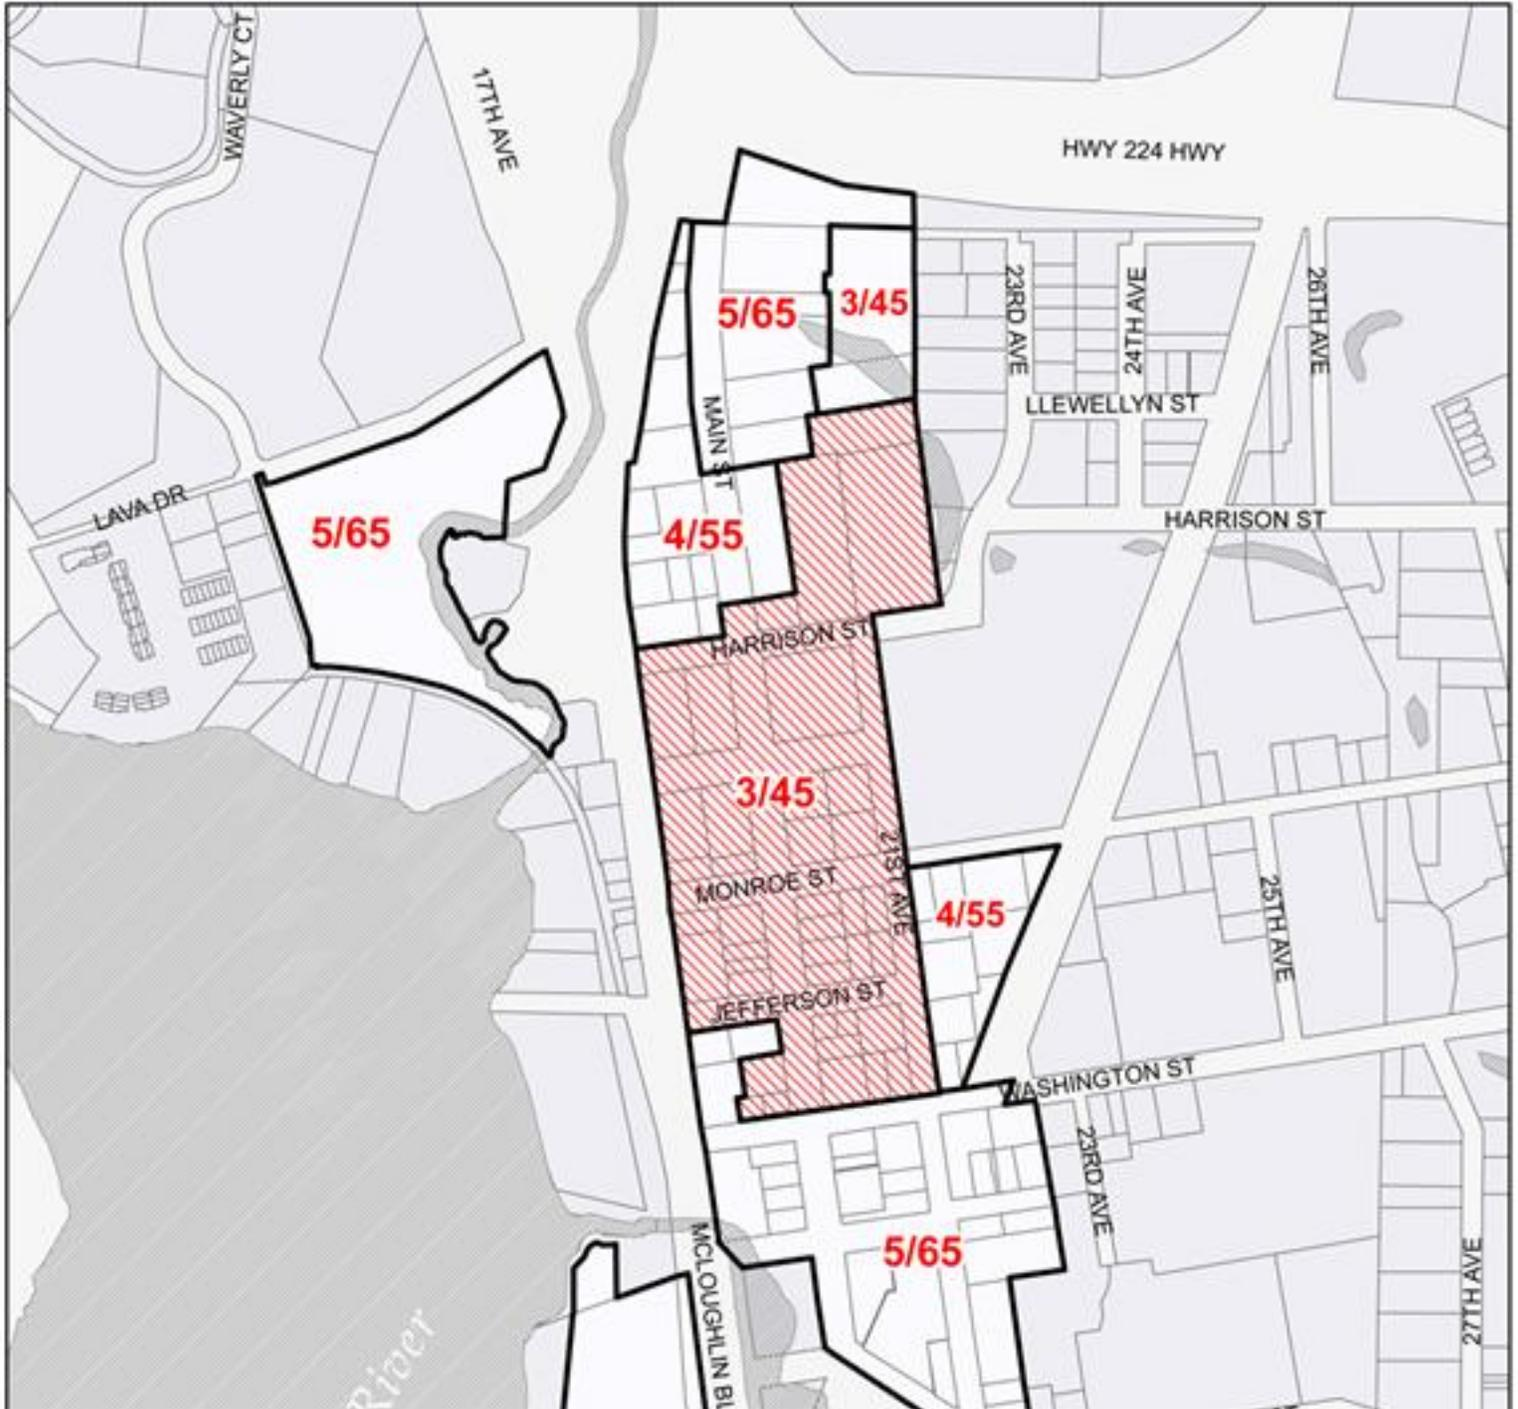 WAVERLY CT
17TH AVE
HWY 224 HWY
5/65
3/45
23RD AVE
24TH AVE
26TH AVE
MAIN ST
LLEWELLYN ST
LAVA DR
5/65
4/55
HARRISON ST
HARRISON ST
3/45
MONROE ST
21ST AVE
4/55
25TH AVE
JEFFERSON ST
WASHINGTON ST
23RD AVE
5/65
MCLOUGHLIN BL
27TH AVE
River